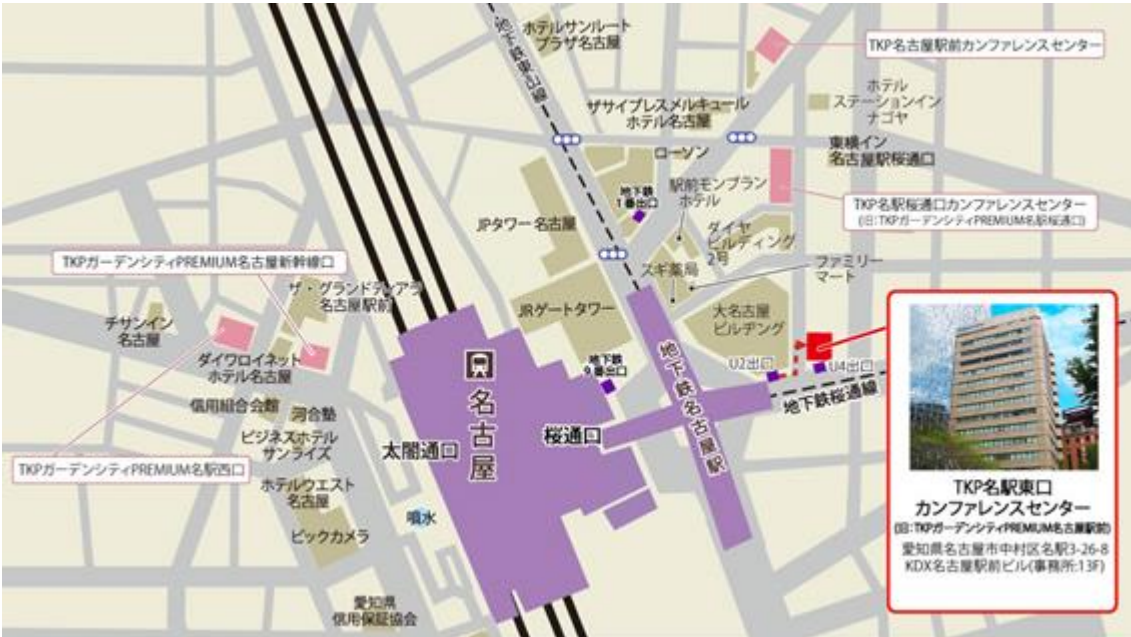 地下鉄東山線
ホテルサンルート
プラザ名古屋
TKP名古屋駅前カンファレンスセンター
ホテル
ステーションイン
ナゴヤ
ザサイプレスメルキュール
ホテル名古屋
ローソン
東横イン
名古屋駅桜通口
地下鉄
1番出口
駅前モンブラン
ホテル
TKP名駅桜通口カンファレンスセンター
(旧:TKPガーデンシティPREMIUM名駅桜通口)
JPタワー名古屋
ダイヤ
ビルディング
2号
TKPガーデンシティPREMIUM名古屋新幹線口
スギ薬局
ファミリー
マート
ザ・グランドティアラ
名古屋駅前
チサンイン
名古屋
JRゲートタワー
大名古屋
ビルヂング
ダイワロイネット
ホテル名古屋
地下鉄
9番出口
U2出口
U4出口
地下鉄桜通線
地下鉄名古屋駅
名古屋
信用組合会館
河合塾
太閤通口
桜通口
ビジネスホテル
サンライズ
TKPガーデンシティPREMIUM名駅西口
ホテルウエスト
名古屋
噴水
ビックカメラ
愛知県
信用保証協会
TKP名駅東口
カンファレンスセンター
(旧:TKPガーデンシティPREMIUM名古屋駅前)
愛知県名古屋市中村区名駅3-26-8
KDX名古屋駅前ビル(事務所:13F)